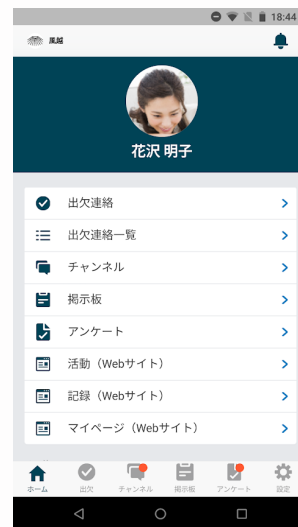 18:44
風越
花沢 明子
出欠連絡
出欠連絡一覧
チャンネル
掲示板
アンケート
活動（Webサイト）
記録（Webサイト）
マイページ（Webサイト）
ホーム 出欠 チャンネル 掲示板 アンケート 設定